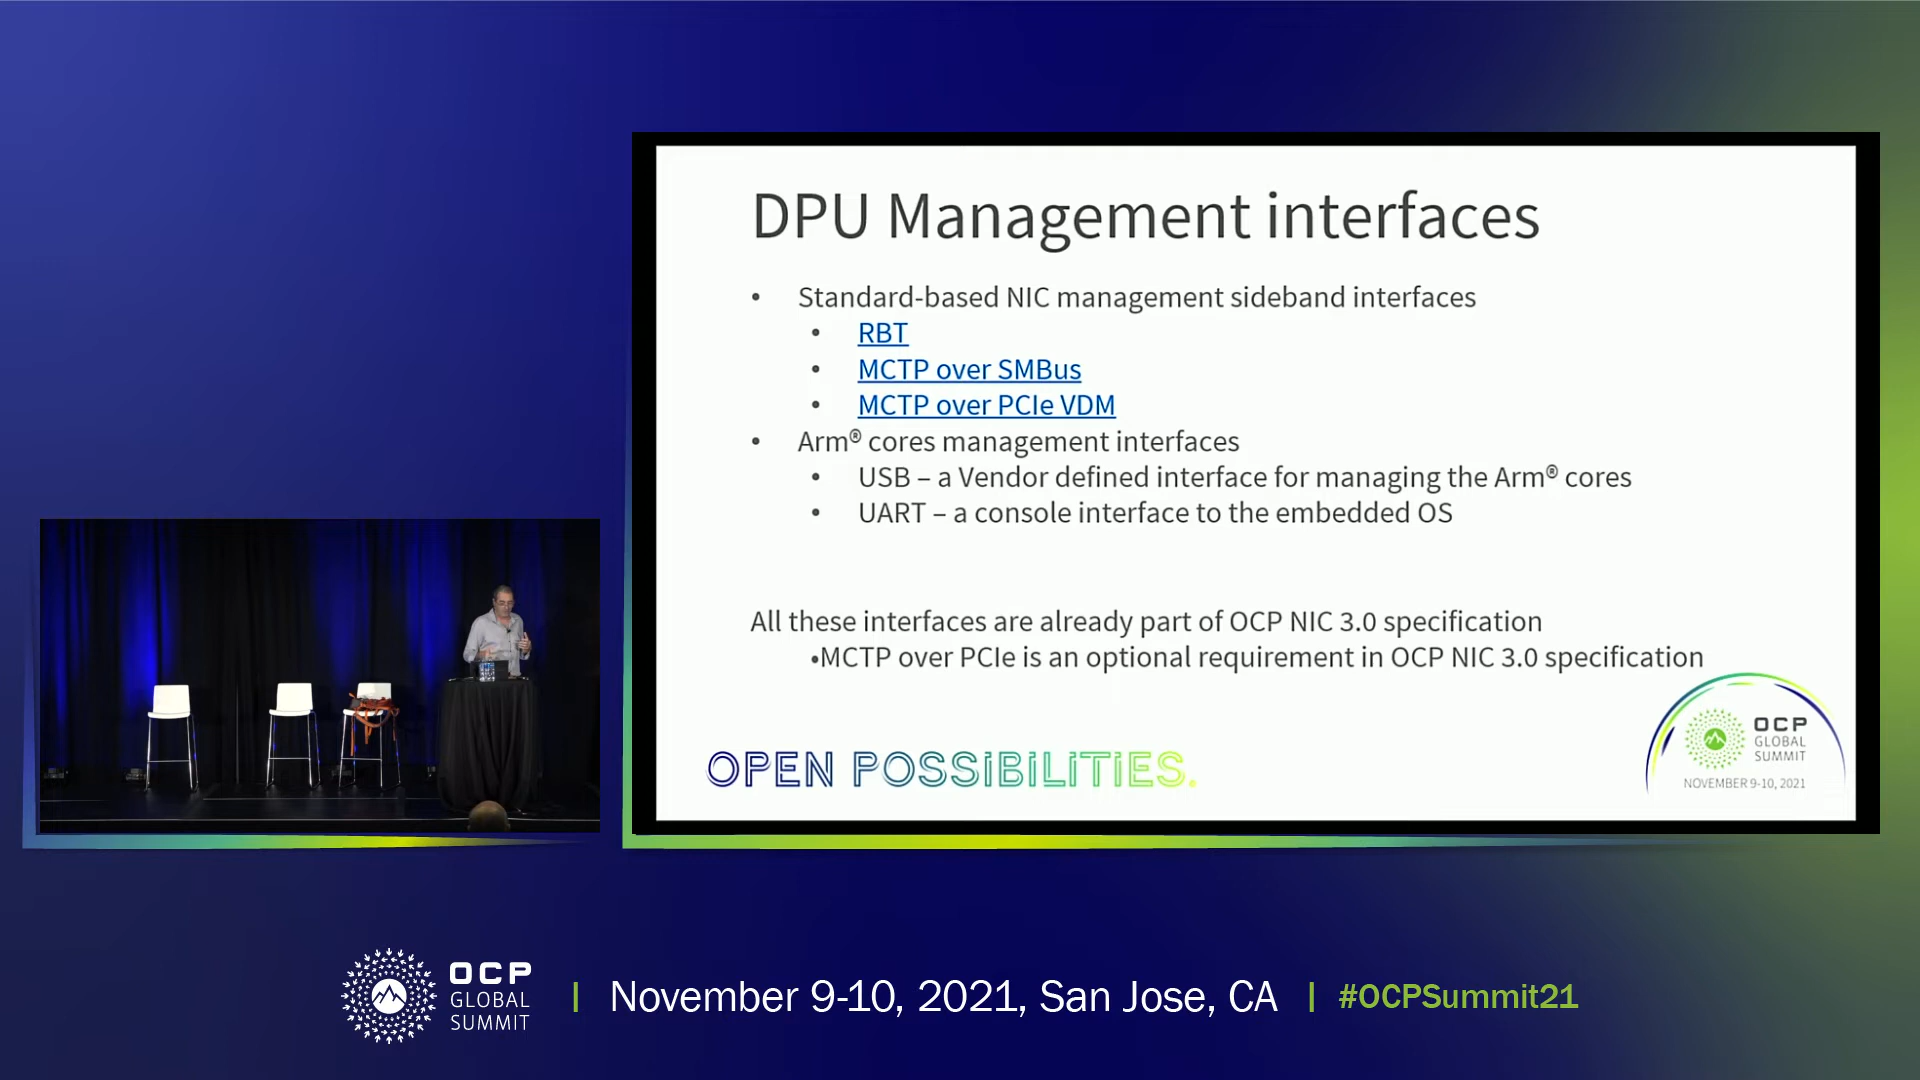 DPU Management interfaces
• Standard-based NIC management sideband interfaces
• RBT
• MCTP over SMBus
• MCTP over PCIe VDM
• Arm® cores management interfaces
• USB – a Vendor defined interface for managing the Arm® cores
• UART – a console interface to the embedded OS
All these interfaces are already part of OCP NIC 3.0 specification
•MCTP over PCIe is an optional requirement in OCP NIC 3.0 specification
OPEN POSSIBILITIES.
OCP
GLOBAL
SUMMIT
NOVEMBER 9-10, 2021
OCP
GLOBAL
SUMMIT
| November 9-10, 2021, San Jose, CA | #OCPSummit21